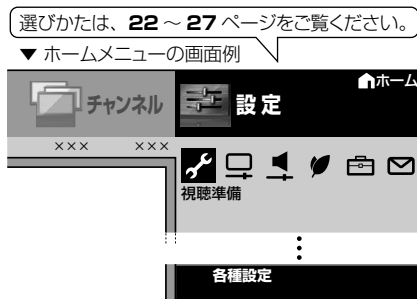 選びかたは、22～27ページをご覧ください。
▼ ホームメニューの画面例
ホーム
チャンネル 設定
××× ×××
視聴準備
各種設定